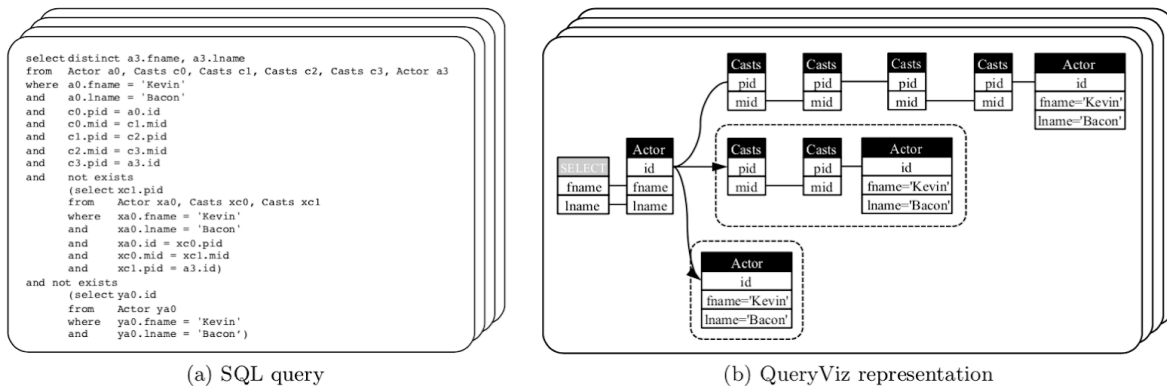 select distinct a3.fname, a3.lname
from Actor a0, Casts c0, Casts c1, Casts c2, Casts c3, Actor a3
where a0.fname = 'Kevin'
and a0.lname = 'Bacon'
and c0.pid = a0.id
and c0.mid = c1.mid
and c1.pid = c2.pid
and c2.mid = c3.mid
and c3.pid = a3.id
and not exists
(select xc1.pid
from Actor xa0, Casts xc0, Casts xc1
where xa0.fname = 'Kevin'
and xa0.lname = 'Bacon'
and xa0.id = xc0.pid
and xc0.mid = xc1.mid
and xc1.pid = a3.id)
and not exists
(select ya0.id
from Actor ya0
where ya0.fname = 'Kevin'
and ya0.lname = 'Bacon')
(a) SQL query
SELECT
fname
lname
Actor
id
fname
lname
Casts
pid
mid
Casts
pid
mid
Casts
pid
mid
Casts
pid
mid
Actor
id
fname='Kevin'
lname='Bacon'
Casts
pid
mid
Casts
pid
mid
Actor
id
fname='Kevin'
lname='Bacon'
Actor
id
fname='Kevin'
lname='Bacon'
(b) QueryViz representation